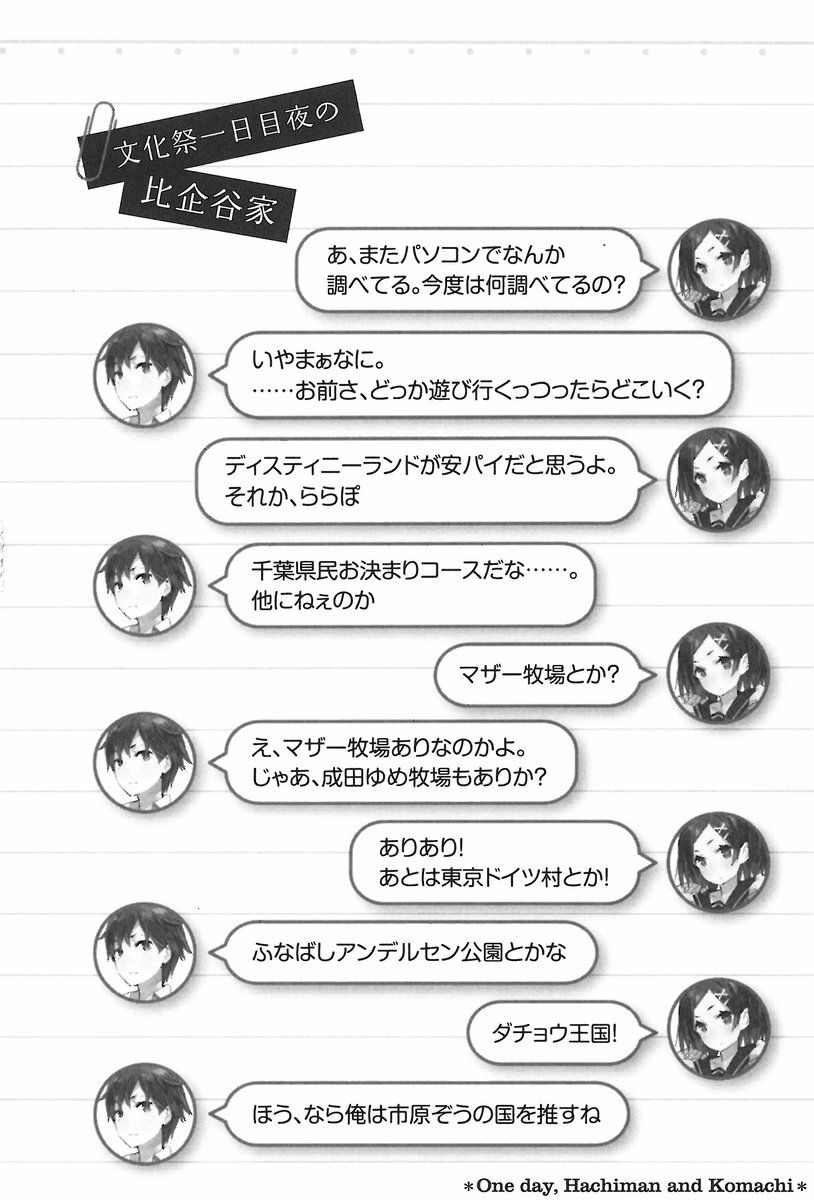 文化祭一日目夜の
比企谷家
あ、またパソコンでなんか
調べてる。今度は何調べてるの?
いやまぁなに。
……お前さ、どっか遊び行くっつったらどこいく?
ディスティニーランドが安パイだと思うよ。
それか、ららぽ
千葉県民お決まりコースだな……。
他にねぇのか
マザー牧場とか?
え、マザー牧場ありなのかよ。
じゃあ、成田ゆめ牧場もありか?
ありあり!
あとは東京ドイツ村とか!
ふなばしアンデルセン公園とかな
ダチョウ王国!
ほう、なら俺は市原ぞうの国を推すね
*One day, Hachiman and Komachi*